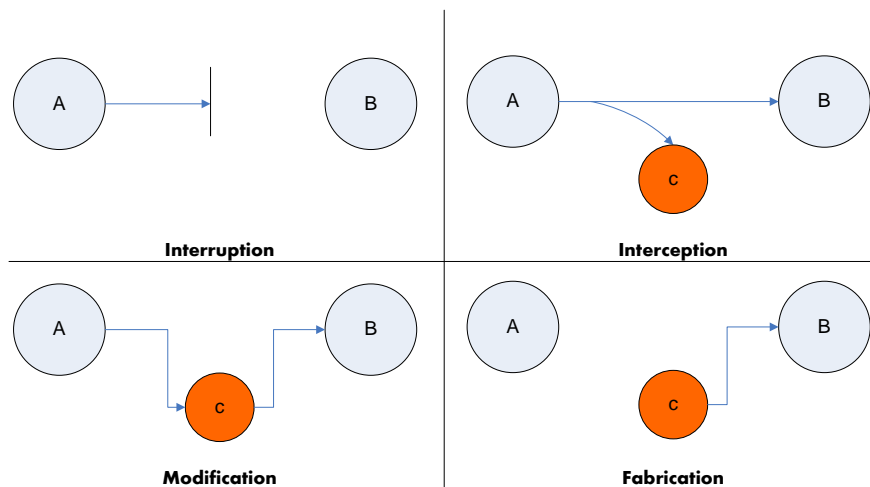 A
B
Interruption
A
B
c
Interception
A
B
c
Modification
A
B
c
Fabrication